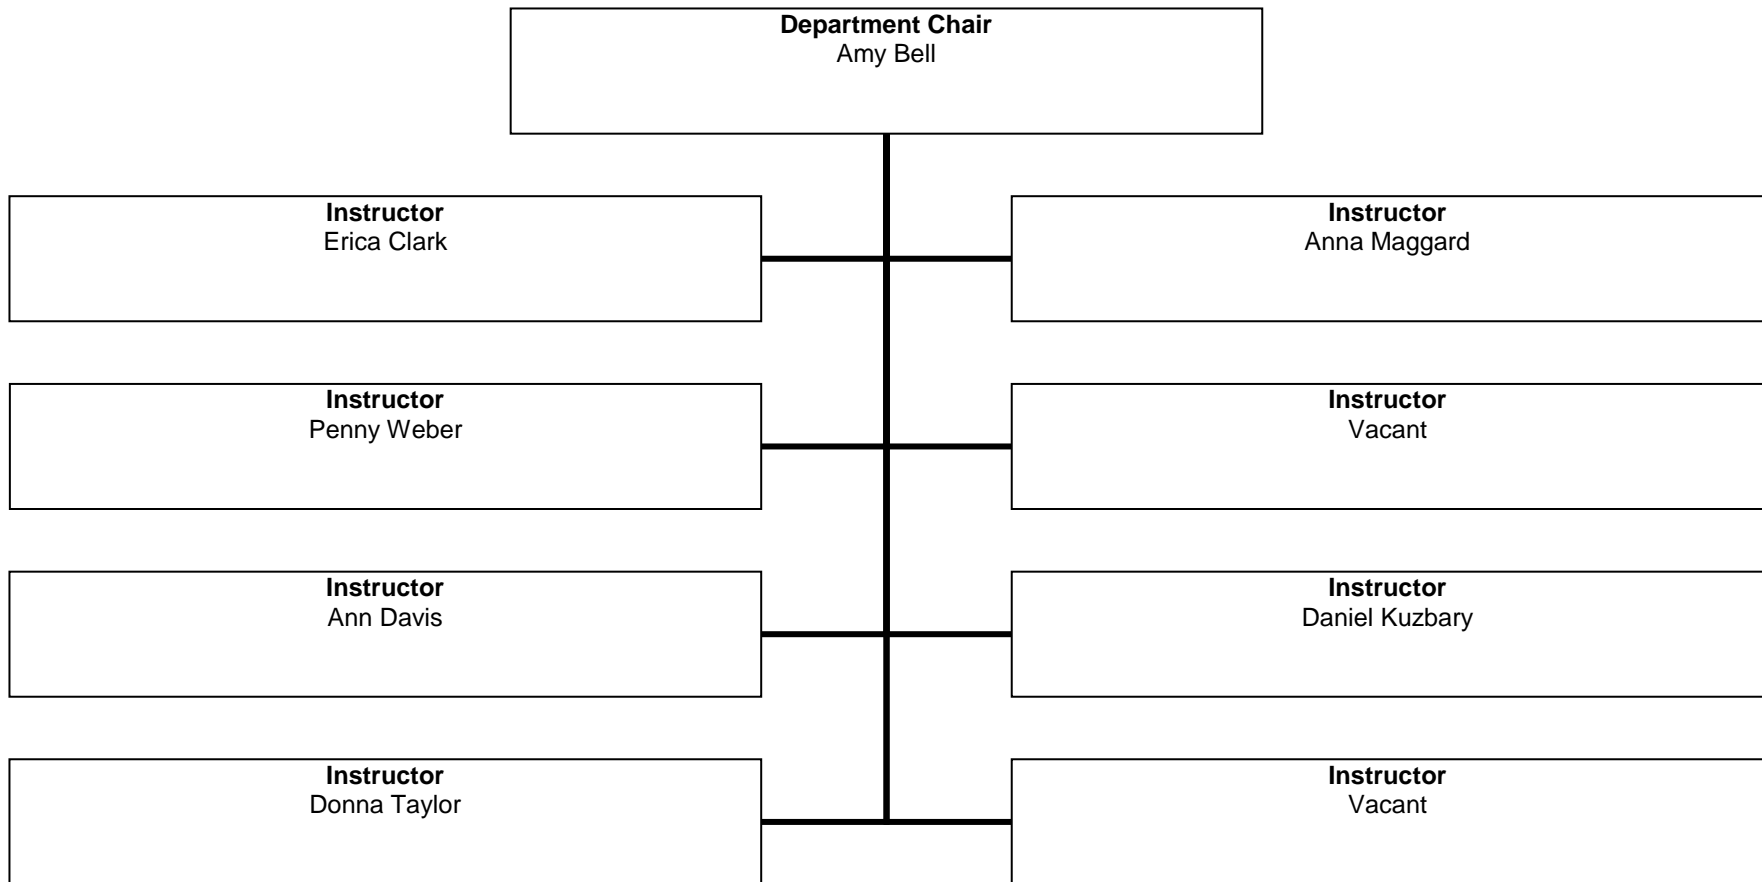 Department Chair
Amy Bell
Instructor
Erica Clark
Instructor
Anna Maggard
Instructor
Penny Weber
Instructor
Vacant
Instructor
Ann Davis
Instructor
Daniel Kuzbary
Instructor
Donna Taylor
Instructor
Vacant